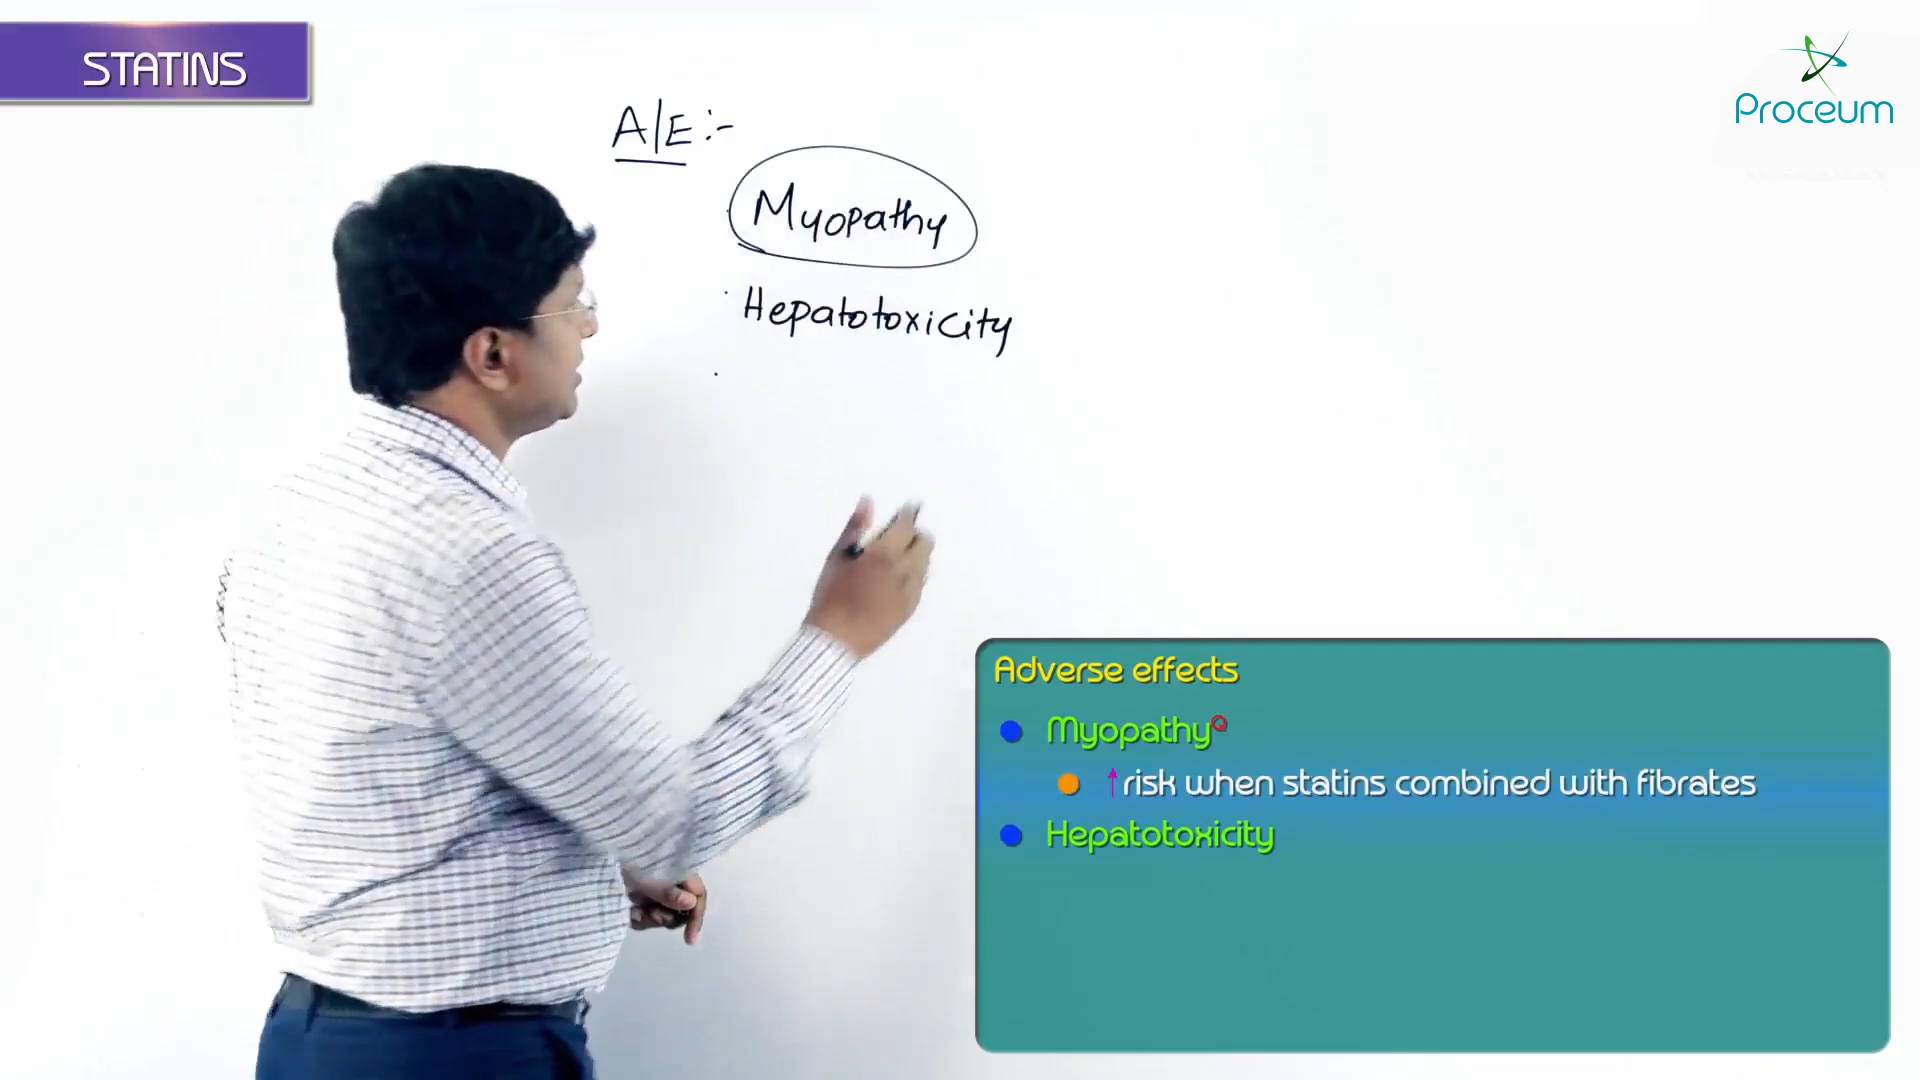 STATINS
Proceum
A/E :-
Myopathy
Hepatotoxicity
Adverse effects
Myopathy^Q
↑ risk when statins combined with fibrates
Hepatotoxicity